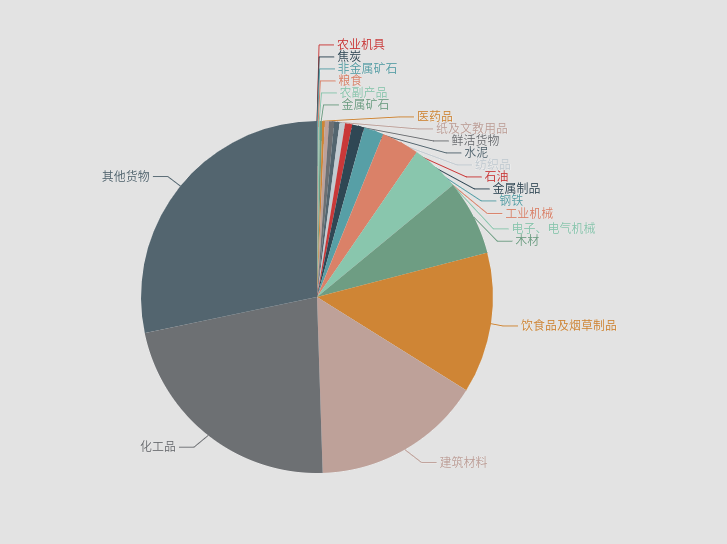 农业机具
焦炭
非金属矿石
粮食
农副产品
金属矿石
医药品
纸及文教用品
鲜活货物
水泥
纺织品
石油
金属制品
钢铁
工业机械
电子、电气机械
木材
饮食品及烟草制品
建筑材料
化工品
其他货物